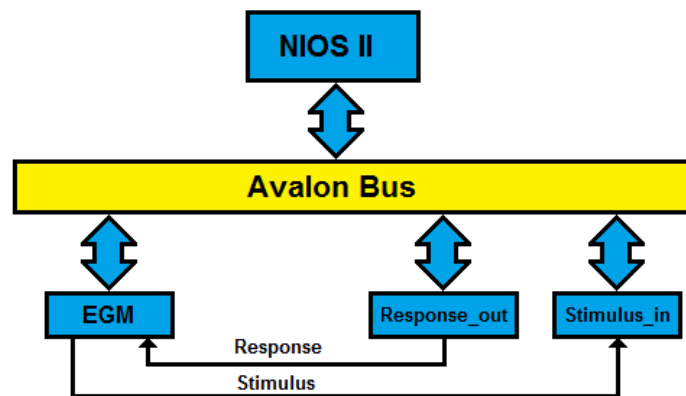 NIOS II
Avalon Bus
EGM
Response_out
Stimulus_in
Response
Stimulus